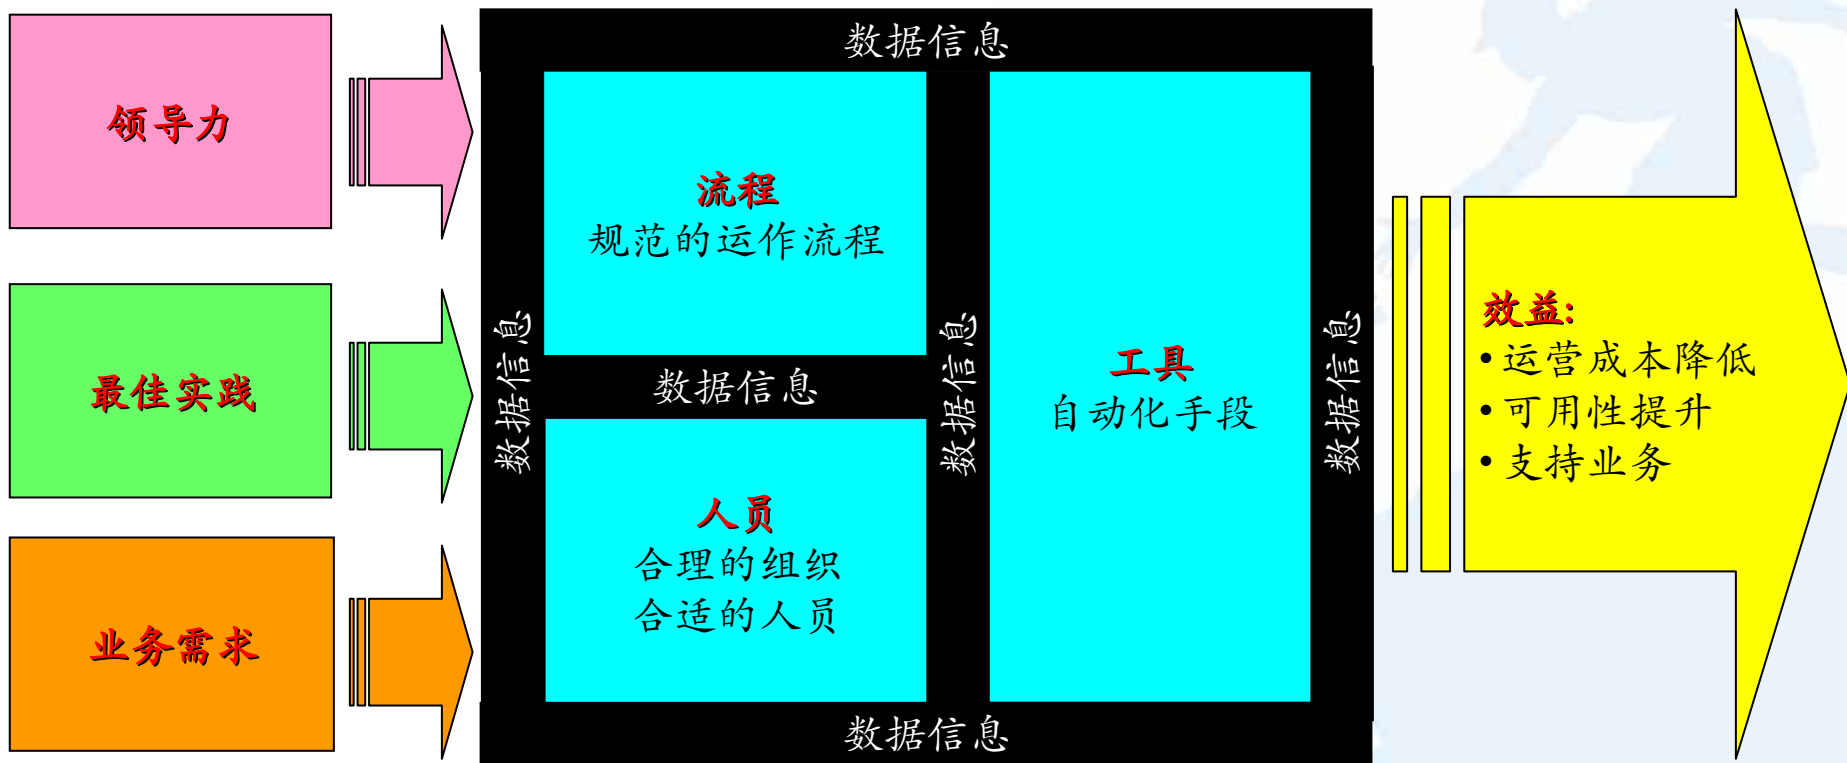 领导力
最佳实践
业务需求
数据信息
数据信息
流程
规范的运作流程
数据信息
人员
合理的组织
合适的人员
数据信息
工具
自动化手段
数据信息
数据信息
效益:
•运营成本降低
•可用性提升
•支持业务